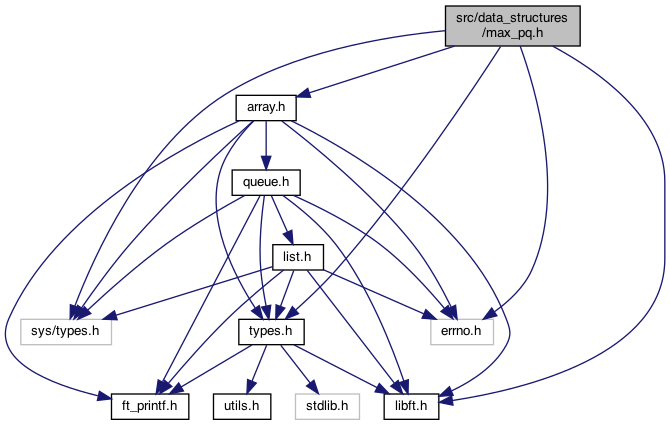 src/data_structures
/max_pq.h
array.h
queue.h
list.h
sys/types.h
types.h
errno.h
ft_printf.h
utils.h
stdlib.h
libft.h